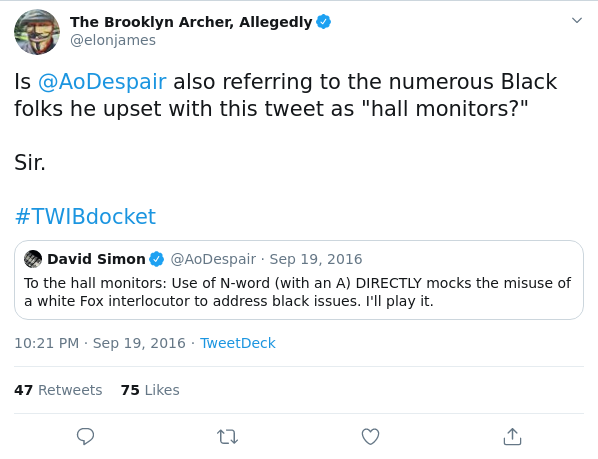 The Brooklyn Archer, Allegedly
@elonjames
Is @AoDespair also referring to the numerous Black
folks he upset with this tweet as "hall monitors?"
Sir.
#TWIBdocket
David Simon @AoDespair · Sep 19, 2016
To the hall monitors: Use of N-word (with an A) DIRECTLY mocks the misuse of
a white Fox interlocutor to address black issues. I'll play it.
10:21 PM · Sep 19, 2016 · TweetDeck
47 Retweets 75 Likes